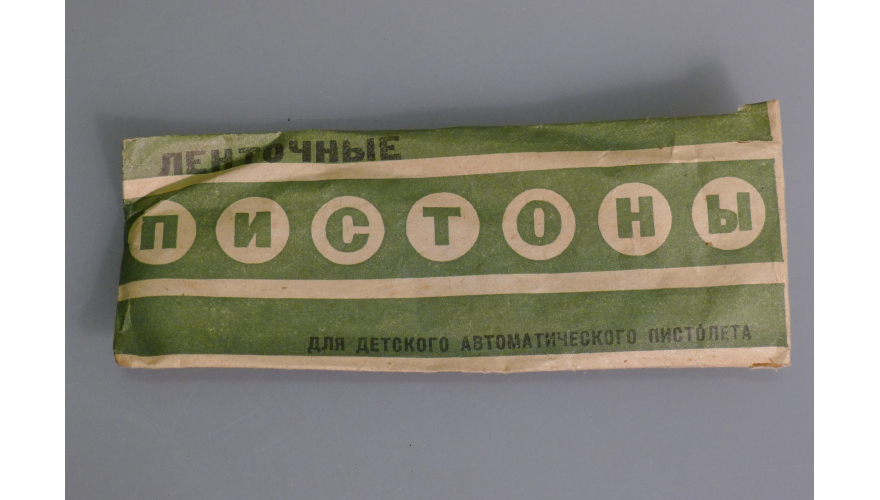 ЛЕНТОЧНЫЕ
ПИСТОНЫ
ДЛЯ ДЕТСКОГО АВТОМАТИЧЕСКОГО ПИСТОЛЕТА